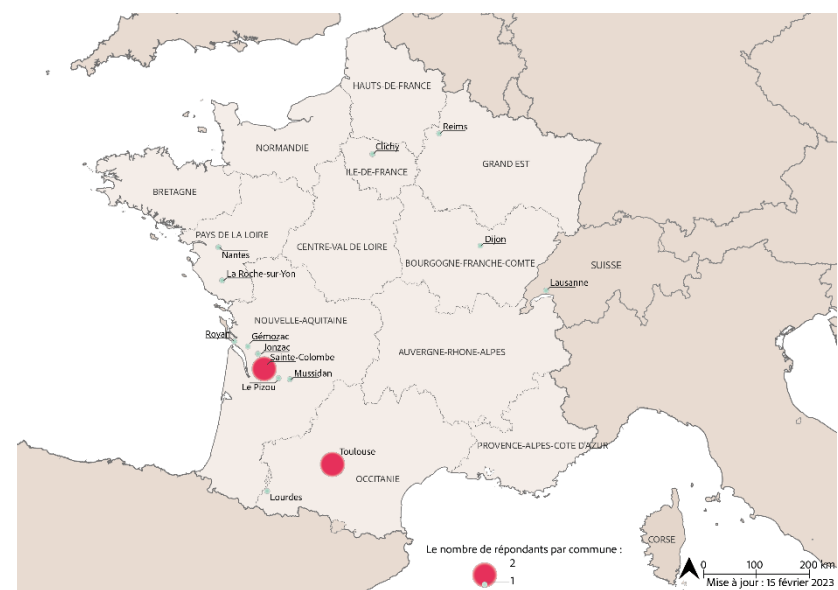 HAUTS-DE-FRANCE
Reims
NORMANDIE
Clichy
GRAND EST
ILE-DE-FRANCE
BRETAGNE
PAYS DE LA LOIRE
Dijon
CENTRE-VAL DE LOIRE
Nantes
BOURGOGNE-FRANCHE-COMTE
SUISSE
La Roche-sur-Yon
Lausanne
NOUVELLE-AQUITAINE
Royan
Gémozac
Jonzac
AUVERGNE-RHONE-ALPES
Sainte-Colombe
Mussidan
Le Pizou
PROVENCE-ALPES-COTE D'AZUR
Toulouse
OCCITANIE
Lourdes
CORSE
Le nombre de répondants par commune :
2
1
0 100 200 km
Mise à jour : 15 février 2023